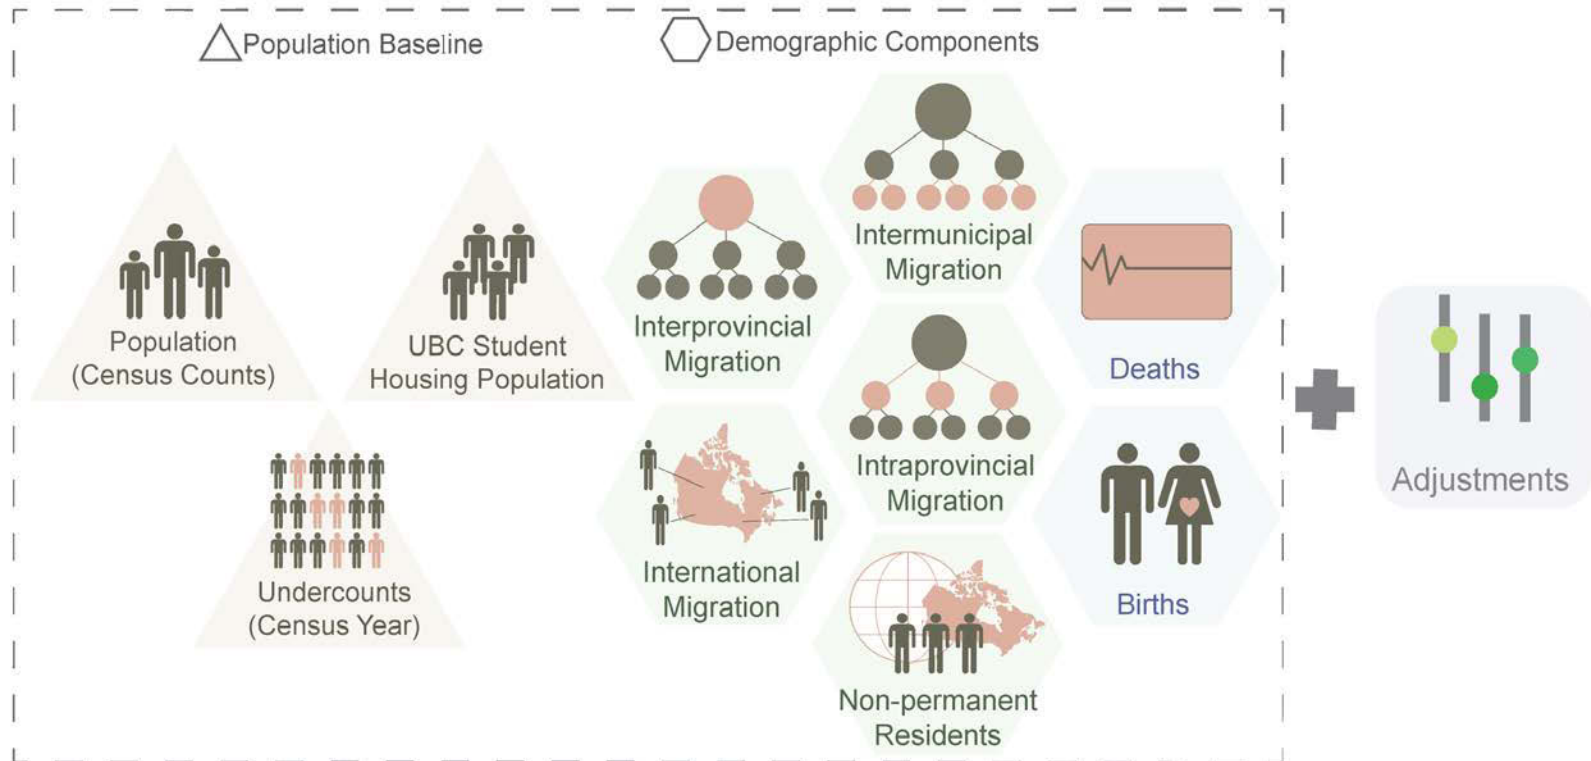 Population Baseline
Demographic Components
Population
(Census Counts)
UBC Student
Housing Population
Undercounts
(Census Year)
Interprovincial
Migration
Intermunicipal
Migration
Deaths
International
Migration
Intraprovincial
Migration
Births
Non-permanent
Residents
Adjustments